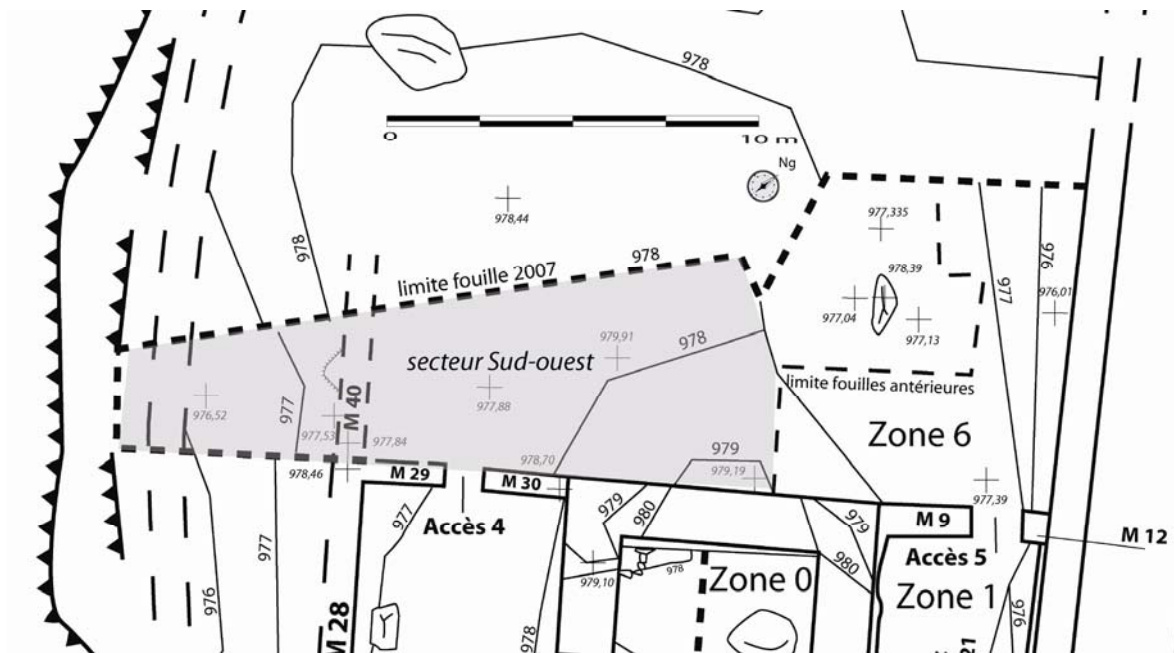 978
0
10 m
Ng
978,44
977,335
978
978
976
limite fouille 2007
978,39
977
976,01
977,04
977,13
979,91
978
secteur Sud-ouest
limite fouilles antérieures
977,88
976,52
977
M 40
977,53
977,84
Zone 6
979
978,70
979,19
978,46
M 29
M 30
977,39
979
980
979
M 9
M 12
977
Accès 4
977
Accès 5
980
979,10
978
Zone 0
Zone 1
976
976
M 28
978
21